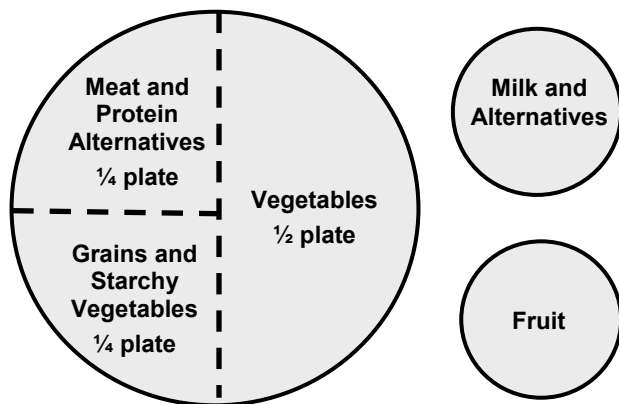 Meat and
Protein
Alternatives
¼ plate
Grains and
Starchy
Vegetables
¼ plate
Vegetables
½ plate
Milk and
Alternatives
Fruit